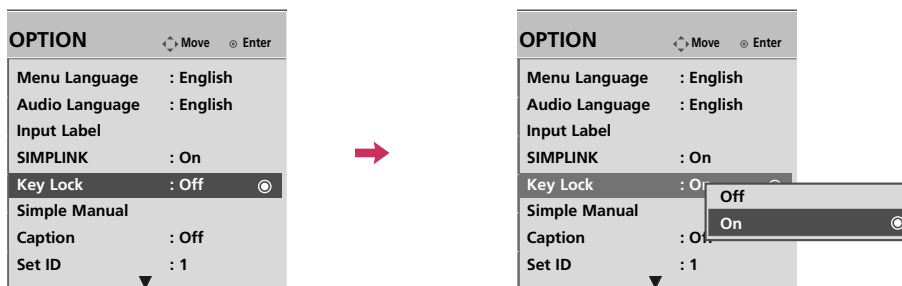 OPTION Move Enter
Menu Language : English
Audio Language : English
Input Label
SIMPLINK : On
Key Lock : Off
Simple Manual
Caption : Off
Set ID : 1
OPTION Move Enter
Menu Language : English
Audio Language : English
Input Label
SIMPLINK : On
Key Lock : On
Simple Manual
Caption : Off
Set ID : 1
Off
On